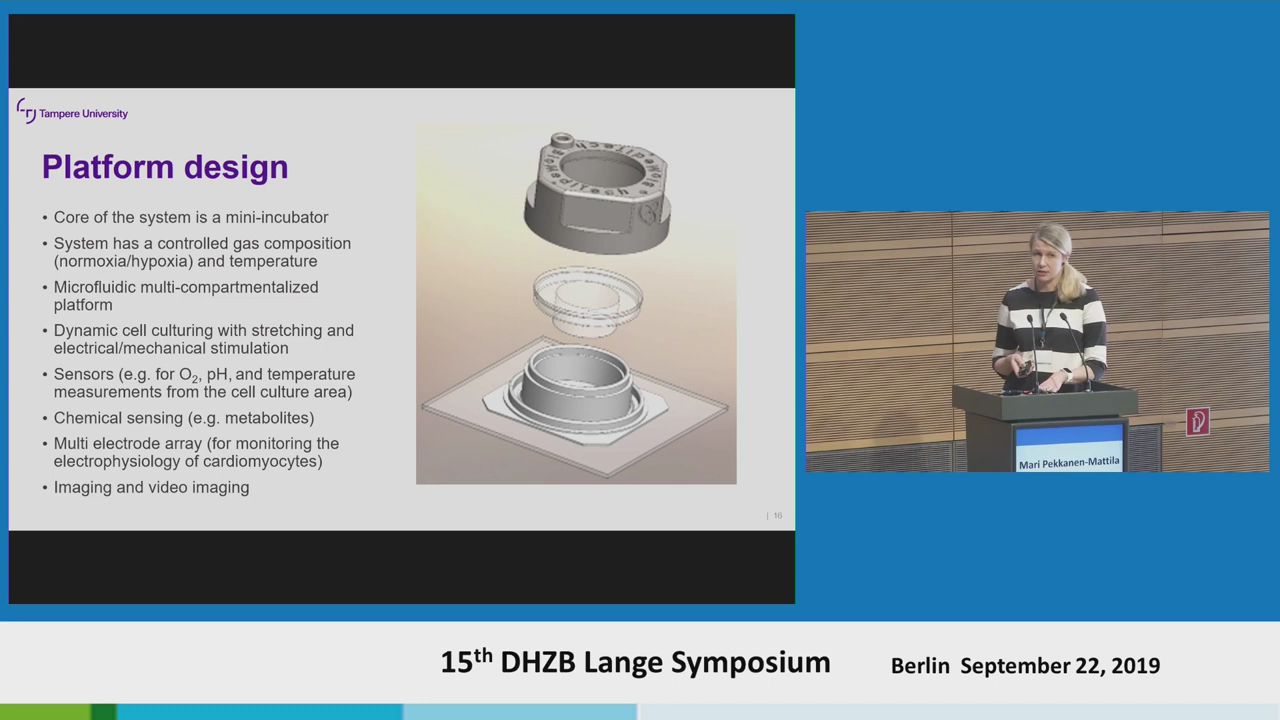 Tampere University
Platform design
• Core of the system is a mini-incubator
• System has a controlled gas composition
(normoxia/hypoxia) and temperature
• Microfluidic multi-compartmentalized
platform
• Dynamic cell culturing with stretching and
electrical/mechanical stimulation
• Sensors (e.g. for O2, pH, and temperature
measurements from the cell culture area)
• Chemical sensing (e.g. metabolites)
• Multi electrode array (for monitoring the
electrophysiology of cardiomyocytes)
• Imaging and video imaging
| 16
Mari Pekkanen-Mattila
15th DHZB Lange Symposium
Berlin September 22, 2019